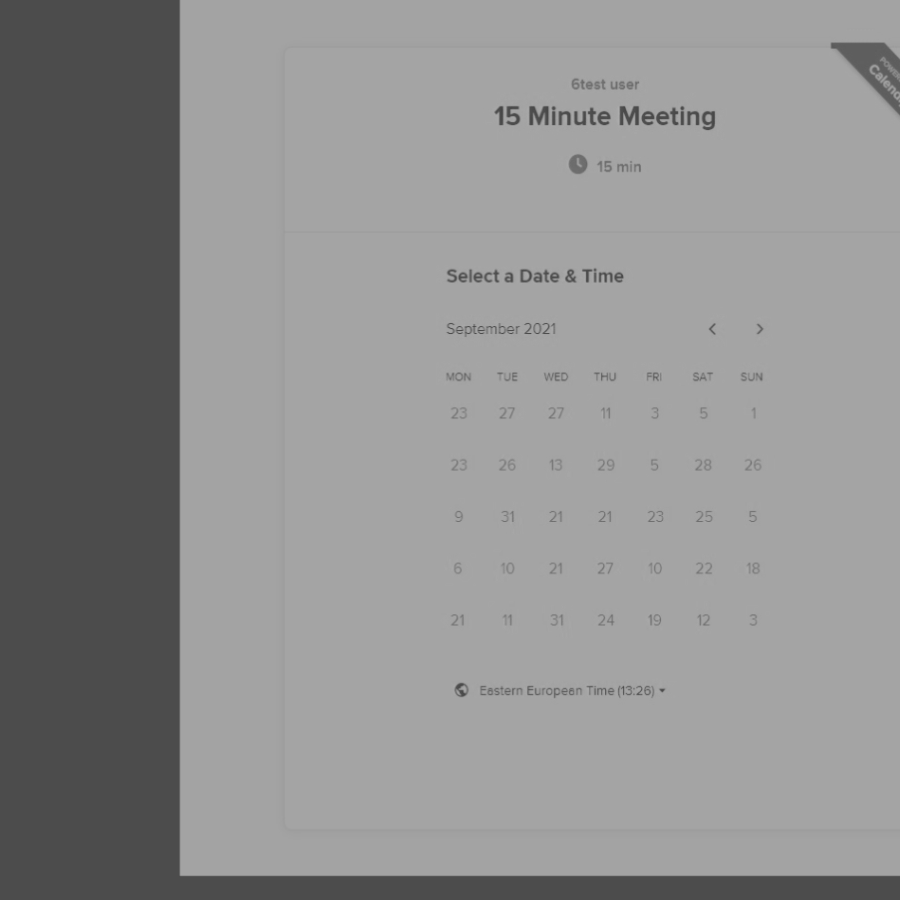 6test user
15 Minute Meeting
15 min
Select a Date & Time
September 2021
MON TUE WED THU FRI SAT SUN
23 27 27 11 3 5 1
23 26 13 29 5 28 26
9 31 21 21 23 25 5
6 10 21 27 10 22 18
21 11 31 24 19 12 3
Eastern European Time (13:26)